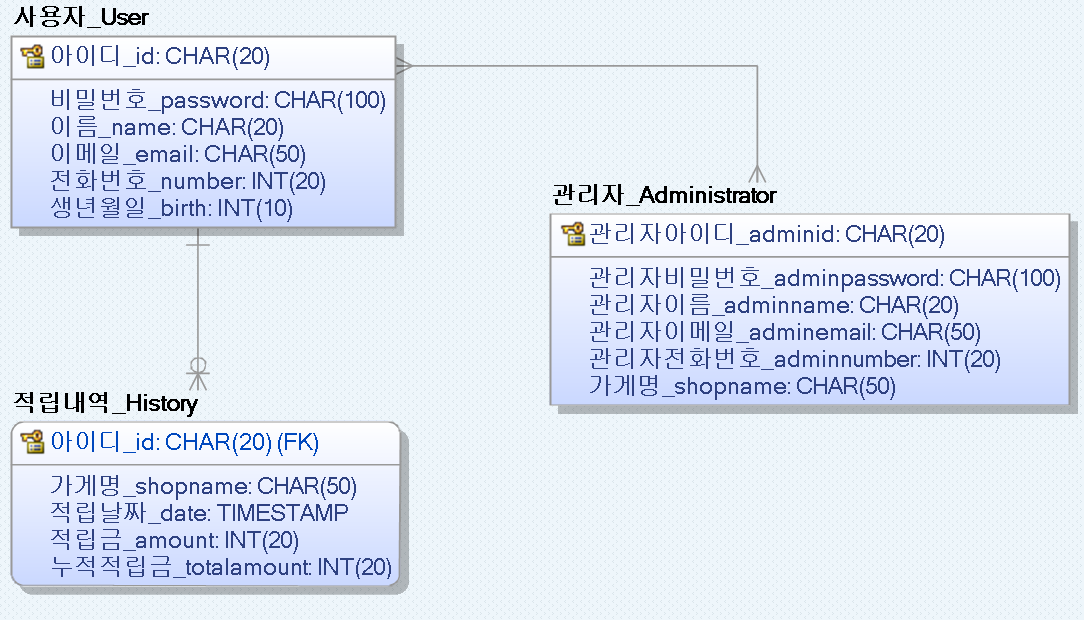 사용자_User
아이디_id: CHAR(20)
비밀번호_password: CHAR(100)
이름_name: CHAR(20)
이메일_email: CHAR(50)
전화번호_number: INT(20)
생년월일_birth: INT(10)
관리자_Administrator
관리자아이디_adminid: CHAR(20)
관리자비밀번호_adminpassword: CHAR(100)
관리자이름_adminname: CHAR(20)
관리자이메일_adminemail: CHAR(50)
관리자전화번호_adminnumber: INT(20)
가게명_shopname: CHAR(50)
적립내역_History
아이디_id: CHAR(20) (FK)
가게명_shopname: CHAR(50)
적립날짜_date: TIMESTAMP
적립금_amount: INT(20)
누적적립금_totalamount: INT(20)